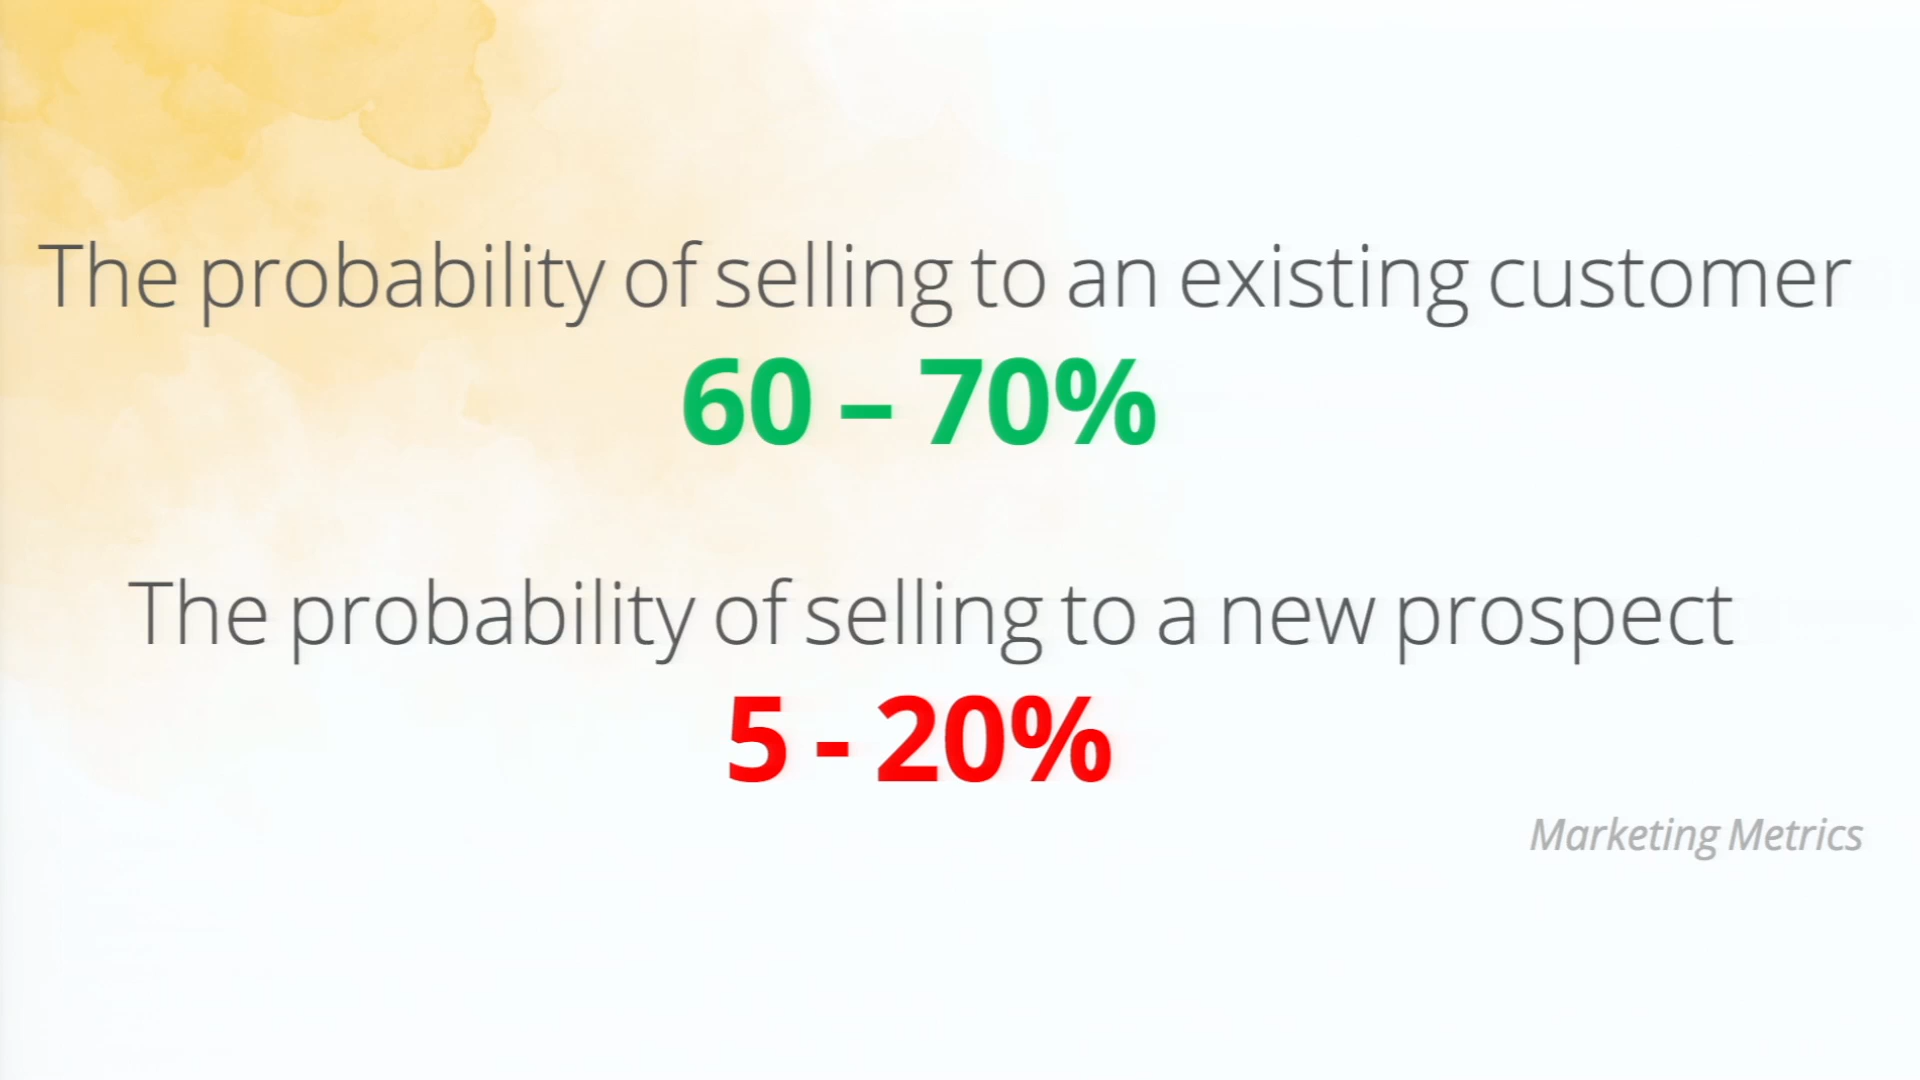 The probability of selling to an existing customer
60 – 70%
The probability of selling to a new prospect
5 - 20%
Marketing Metrics